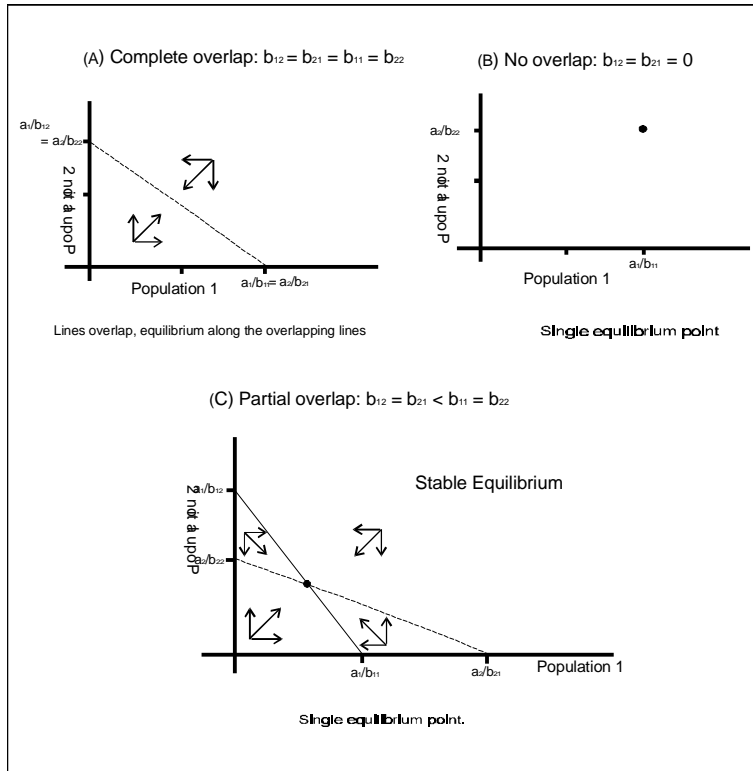 (A) Complete overlap: b₁₂ = b₂₁ = b₁₁ = b₂₂
a₁/b₁₂
= a₂/b₂₂
Population 2
Population 1
a₁/b₁₁= a₂/b₂₁
Lines overlap, equilibrium along the overlapping lines
(B) No overlap: b₁₂ = b₂₁ = 0
a₂/b₂₂
Population 2
Population 1
a₁/b₁₁
Single equilibrium point
(C) Partial overlap: b₁₂ = b₂₁ < b₁₁ = b₂₂
Stable Equilibrium
a₁/b₁₂
Population 2
a₂/b₂₂
a₁/b₁₁
a₂/b₂₁
Population 1
Single equilibrium point.